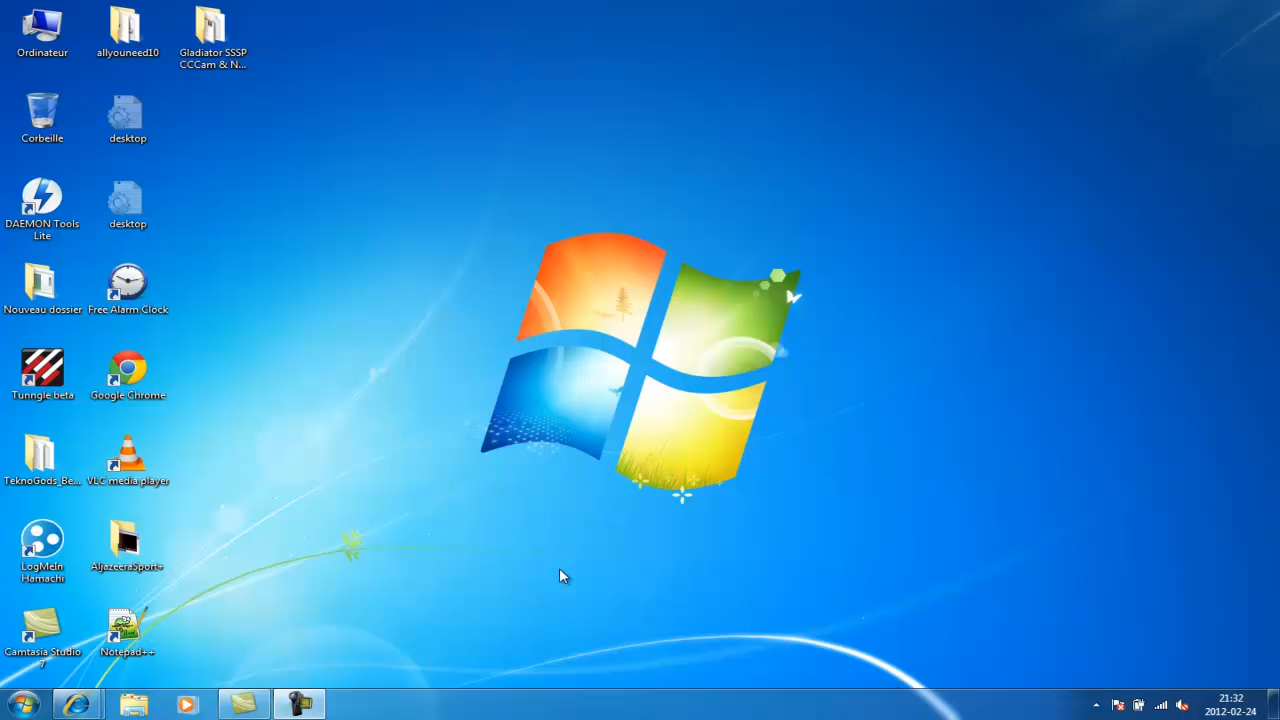 Ordinateur
allyouneed10
Gladiator SSSP
CCCam & N...
Corbeille
desktop
DAEMON Tools
Lite
desktop
Nouveau dossier
Free Alarm Clock
Tunngle beta
Google Chrome
TeknoGods_Be...
VLC media player
LogMeIn
Hamachi
AljazeeraSport+
Camtasia Studio
7
Notepad++
21:32
2012-02-24